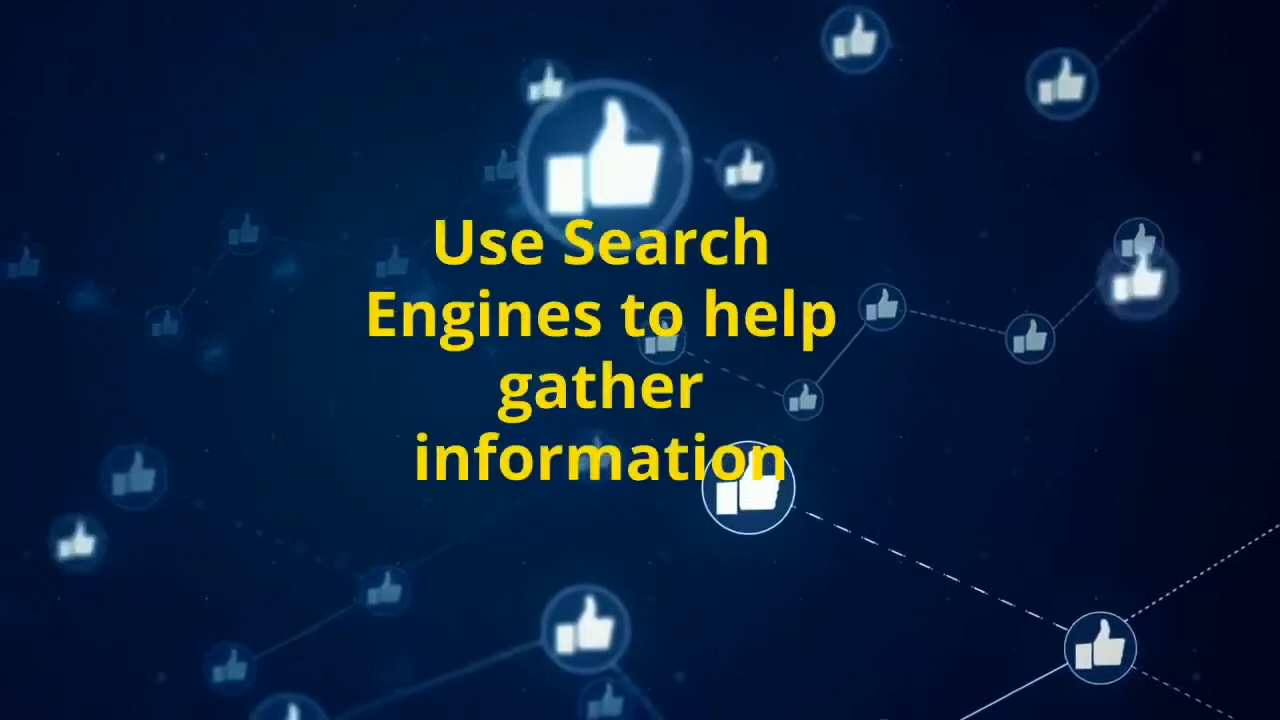 Use Search
Engines to help
gather
information